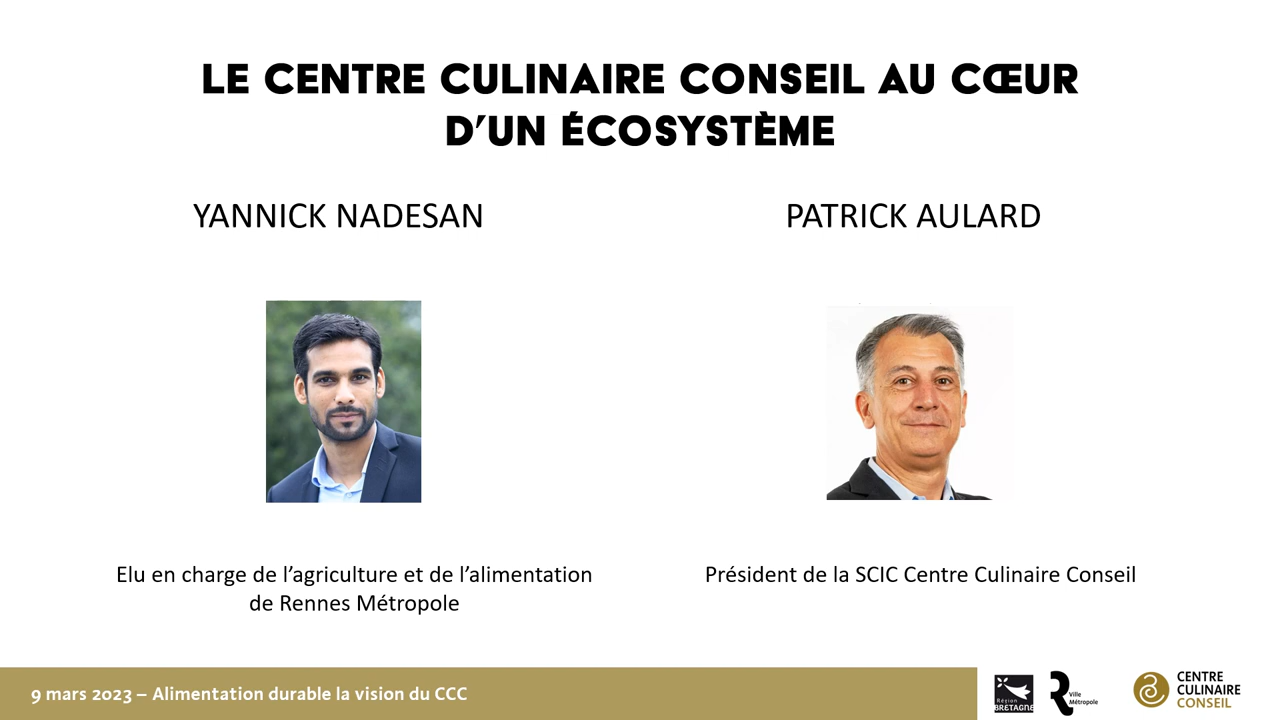 LE CENTRE CULINAIRE CONSEIL AU CŒUR
D'UN ÉCOSYSTÈME
YANNICK NADESAN
PATRICK AULARD
Elu en charge de l'agriculture et de l'alimentation
de Rennes Métropole
Président de la SCIC Centre Culinaire Conseil
9 mars 2023 – Alimentation durable la vision du CCC
Région
BRETAGNE
Ville
Métropole
CENTRE
CULINAIRE
CONSEIL